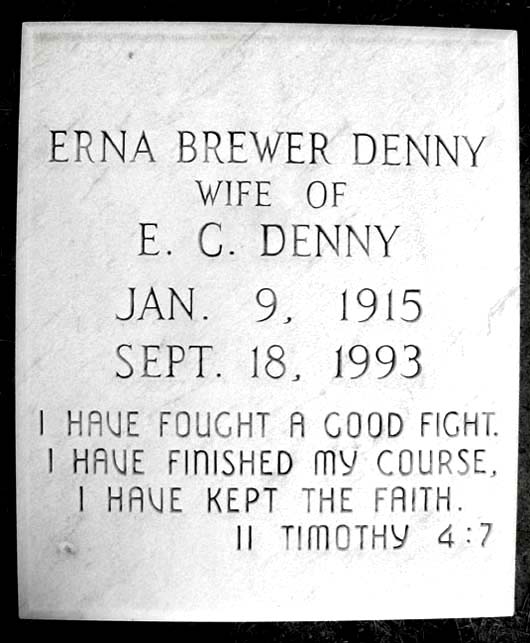 ERNA BREWER DENNY
WIFE OF
E. C. DENNY
JAN. 9, 1915
SEPT. 18, 1993
I HAVE FOUGHT A GOOD FIGHT.
I HAVE FINISHED MY COURSE,
I HAVE KEPT THE FAITH.
II TIMOTHY 4:7